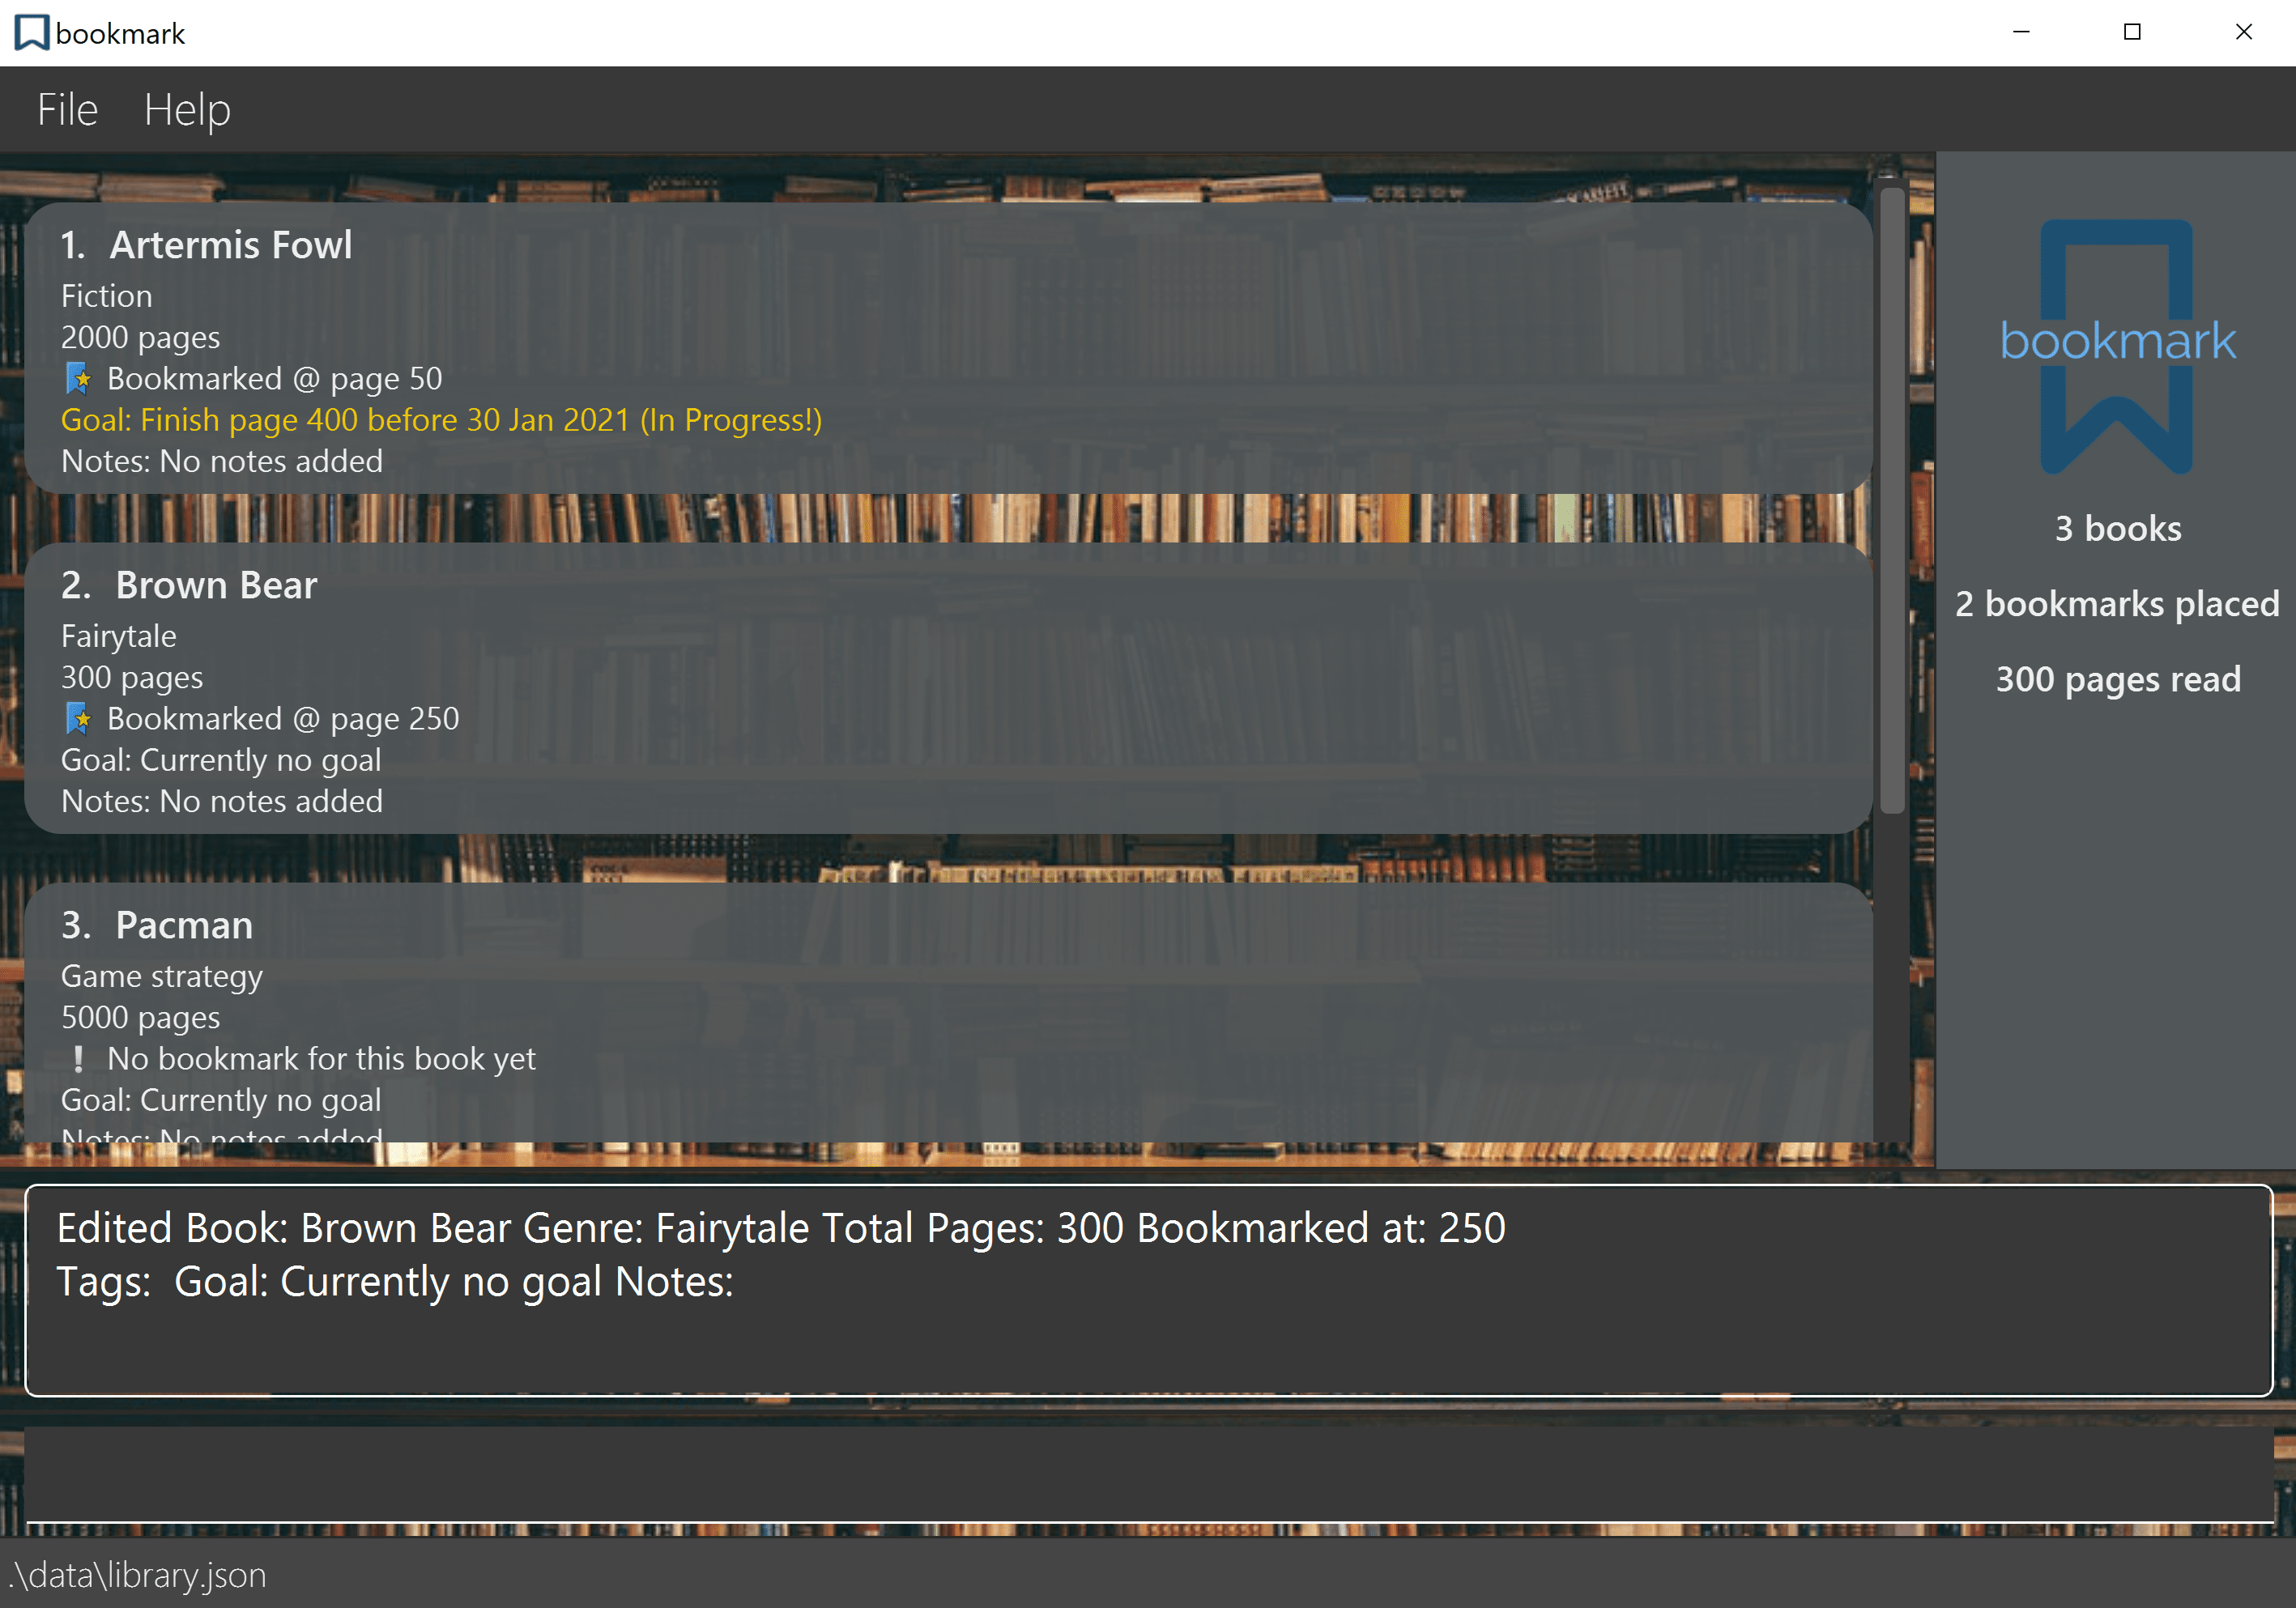 bookmark
File Help
1. Artermis Fowl
Fiction
2000 pages
Bookmarked @ page 50
Goal: Finish page 400 before 30 Jan 2021 (In Progress!)
Notes: No notes added
2. Brown Bear
Fairytale
300 pages
Bookmarked @ page 250
Goal: Currently no goal
Notes: No notes added
3. Pacman
Game strategy
5000 pages
No bookmark for this book yet
Goal: Currently no goal
Notes: No notes added
bookmark
3 books
2 bookmarks placed
300 pages read
Edited Book: Brown Bear Genre: Fairytale Total Pages: 300 Bookmarked at: 250
Tags: Goal: Currently no goal Notes:
.\data\library.json